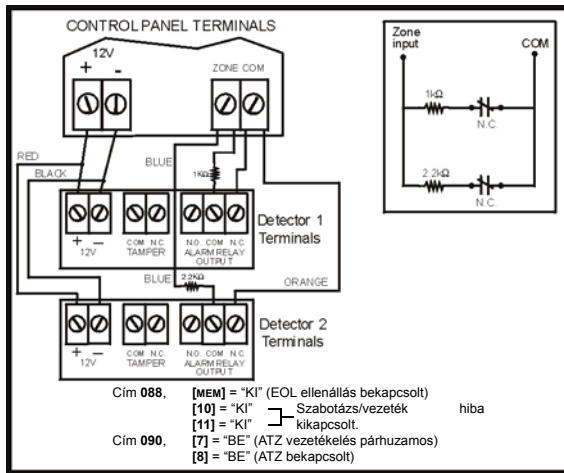 CONTROL PANEL TERMINALS
12V
+ -
ZONE COM
RED
BLACK
BLUE
1KΩ
Detector 1
Terminals
+ –
12V
COM N.C.
TAMPER
N.O. COM N.C.
ALARM RELAY
OUTPUT
BLUE
2.2KΩ
ORANGE
Detector 2
Terminals
+ –
12V
COM N.C.
TAMPER
N.O. COM N.C.
ALARM RELAY
OUTPUT
Zone
input
COM
1kΩ
N.C.
2.2kΩ
N.C.
Cím 088, [MEM] = “KI” (EOL ellenállás bekapcsolt)
[10] = “KI” Szabotázs/vezeték hiba
[11] = “KI” kikapcsolt.
Cím 090, [7] = “BE” (ATZ vezetékelés párhuzamos)
[8] = “BE” (ATZ bekapcsolt)